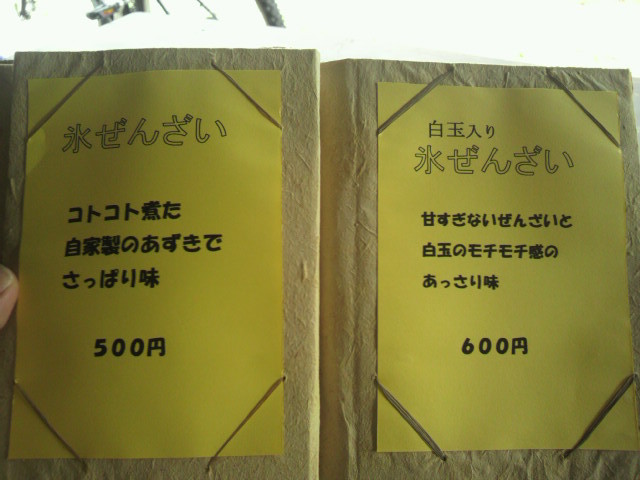 氷ぜんざい
コトコト煮た
自家製のあずきで
さっぱり味
500円
白玉入り
氷ぜんざい
甘すぎないぜんざいと
白玉のモチモチ感の
あっさり味
600円